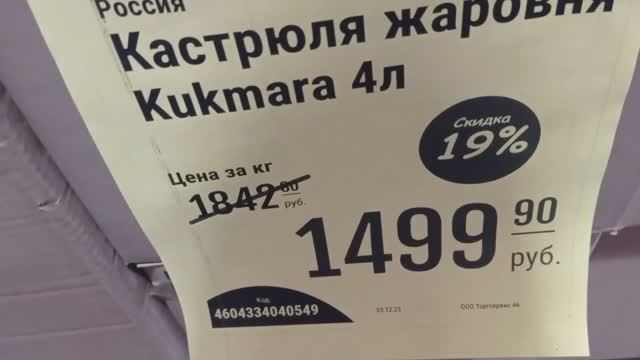 Россия
Кастрюля жаровня
Kukmara 4л
Скидка
19%
Цена за кг
1842 80 руб.
1499 90 руб.
Код
4604334040549
03.12.25
ООО Торгсервис 46